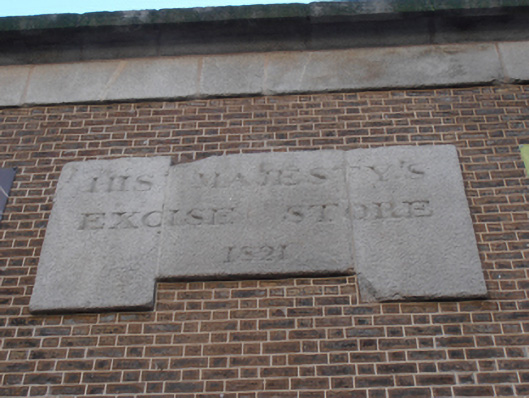 HIS MAJESTY'S
EXCISE STORE
1821